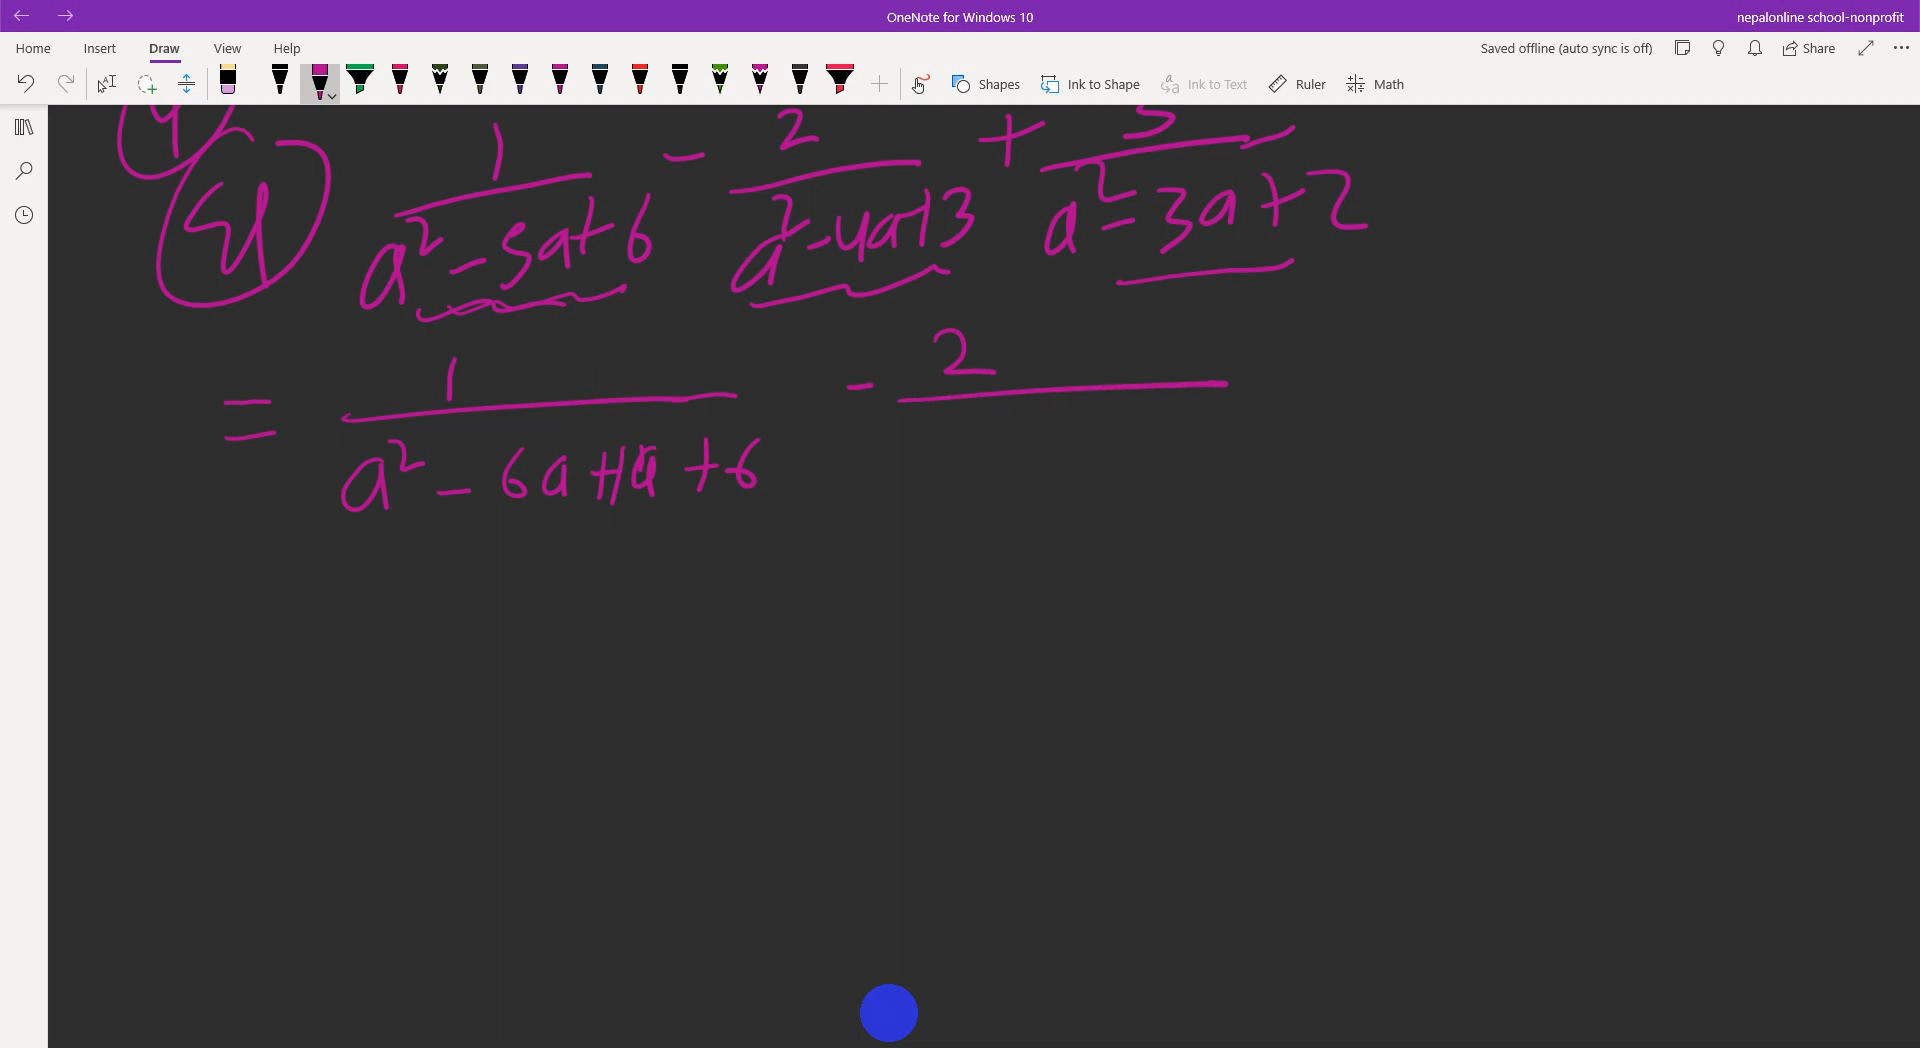 OneNote for Windows 10
nepalonline school-nonprofit
Home Insert Draw View Help
Saved offline (auto sync is off) Share
Shapes Ink to Shape Ink to Text Ruler Math
1 / a² - 5a + 6 - 2 / a² - 4a + 3 + / a² - 3a + 2
= 1 / a² - 6a + 1a + 6 - 2 /